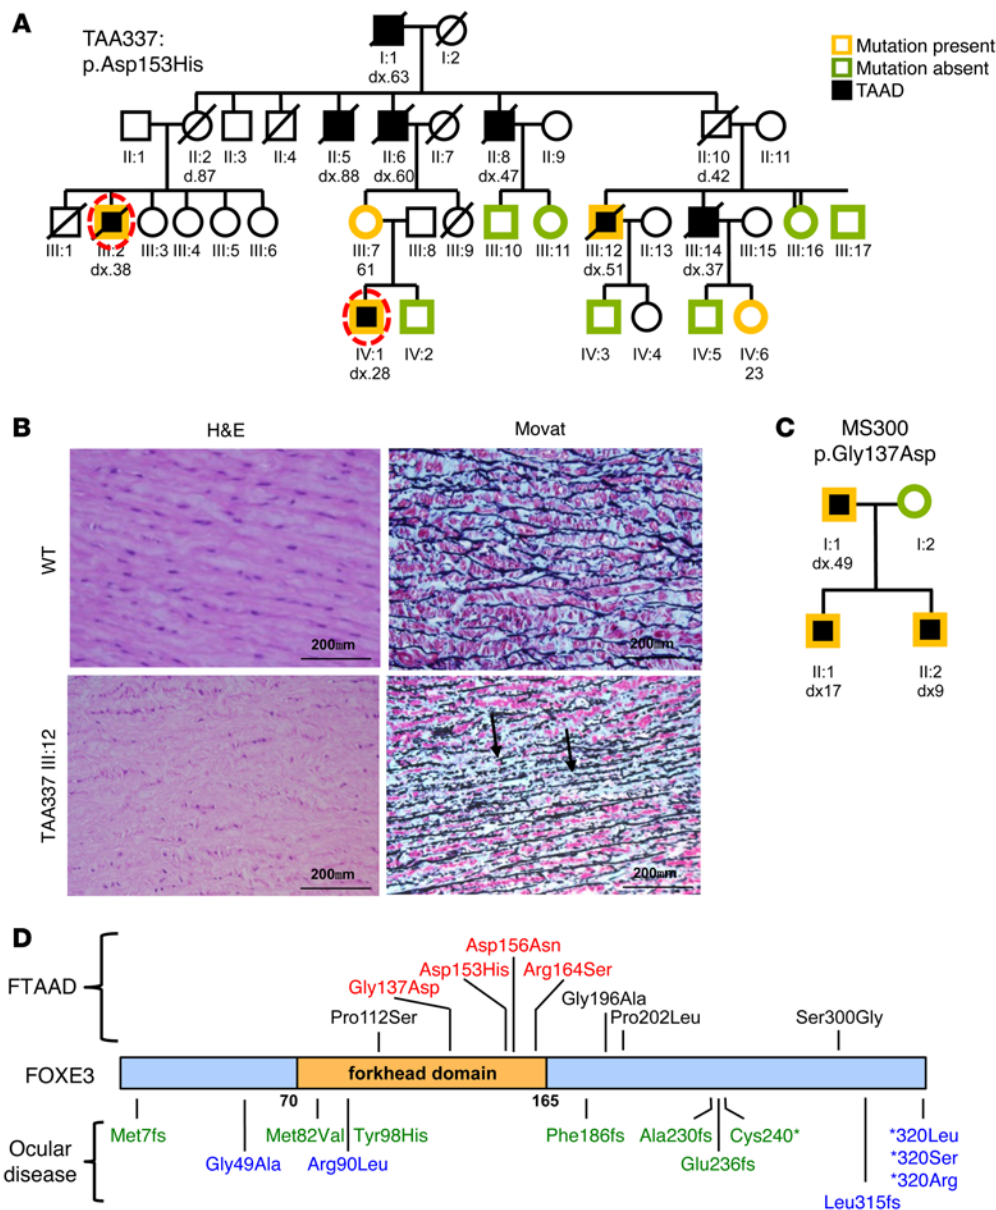 A
TAA337:
p.Asp153His
Mutation present
Mutation absent
TAAD
I:1
I:2
dx.63
II:1
II:2
II:3
II:4
II:5
II:6
II:7
II:8
II:9
II:10
II:11
d.87
dx.88
dx.60
dx.47
d.42
III:1
III:2
III:3
III:4
III:5
III:6
III:7
III:8
III:9
III:10
III:11
III:12
II:13
III:14
III:15
III:16
III:17
dx.38
61
dx.51
dx.37
IV:1
IV:2
IV:3
IV:4
IV:5
IV:6
dx.28
23
B
H&E
Movat
WT
200mm
200mm
TAA337 III:12
200mm
200mm
C
MS300
p.Gly137Asp
I:1
I:2
dx.49
II:1
II:2
dx17
dx9
D
FTAAD
Asp156Asn
Asp153His
Arg164Ser
Gly137Asp
Gly196Ala
Pro112Ser
Pro202Leu
Ser300Gly
FOXE3
forkhead domain
70
165
Ocular
disease
Met7fs
Met82Val
Tyr98His
Phe186fs
Ala230fs
Cys240*
*320Leu
Gly49Ala
Arg90Leu
Glu236fs
*320Ser
*320Arg
Leu315fs